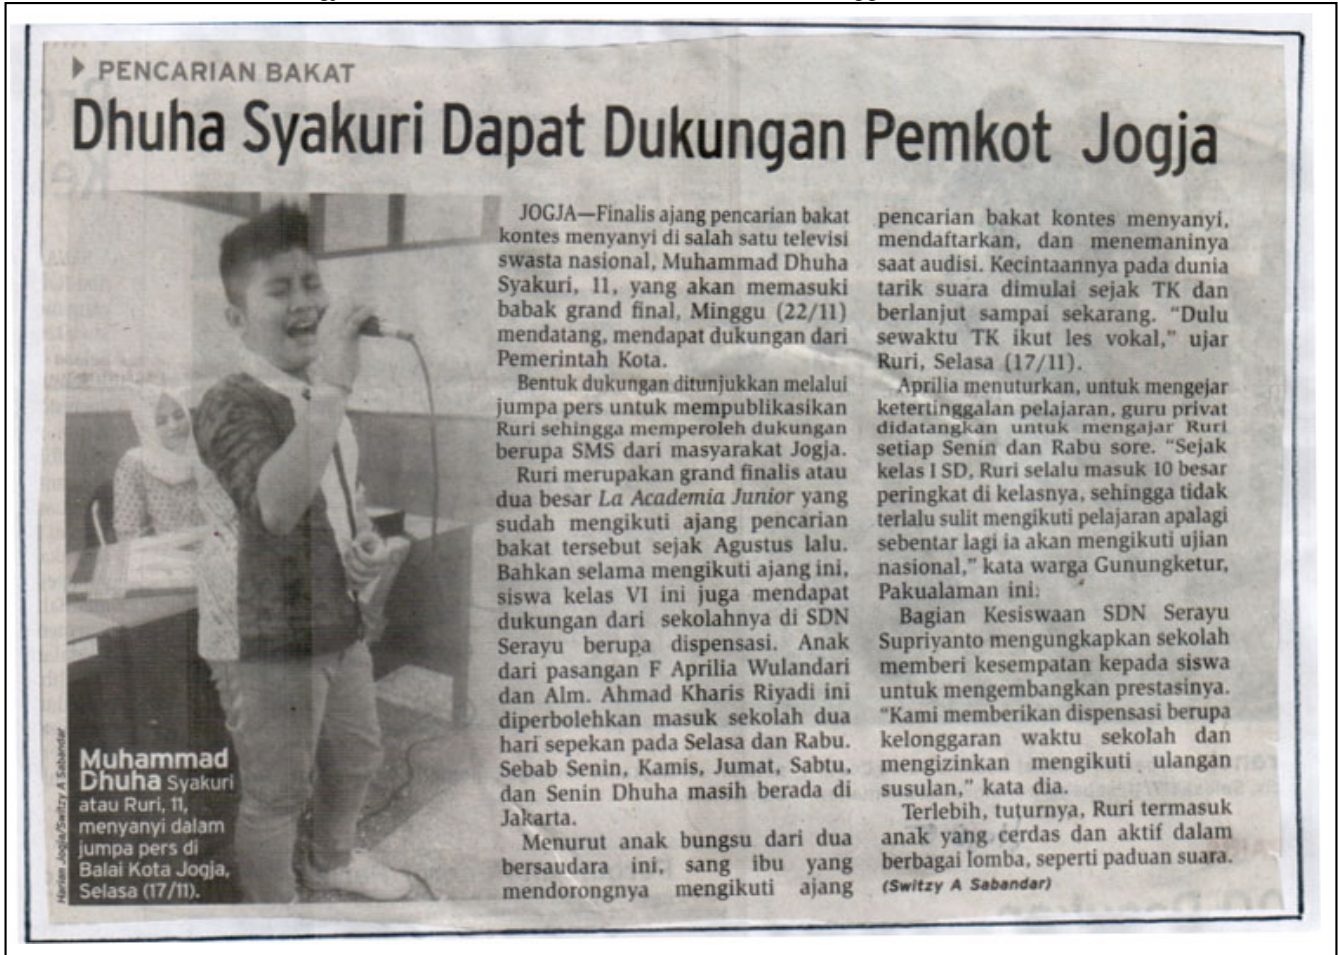 PENCARIAN BAKAT
Dhuha Syakuri Dapat Dukungan Pemkot Jogja
JOGJA—Finalis ajang pencarian bakat
kontes menyanyi di salah satu televisi
swasta nasional, Muhammad Dhuha
Syakuri, 11, yang akan memasuki
babak grand final, Minggu (22/11)
mendatang, mendapat dukungan dari
Pemerintah Kota.
Bentuk dukungan ditunjukkan melalui
jumpa pers untuk mempublikasikan
Ruri sehingga memperoleh dukungan
berupa SMS dari masyarakat Jogja.
Ruri merupakan grand finalis atau
dua besar La Academia Junior yang
sudah mengikuti ajang pencarian
bakat tersebut sejak Agustus lalu.
Bahkan selama mengikuti ajang ini,
siswa kelas VI ini juga mendapat
dukungan dari sekolahnya di SDN
Serayu berupa dispensasi. Anak
dari pasangan F Aprilia Wulandari
dan Alm. Ahmad Kharis Riyadi ini
diperbolehkan masuk sekolah dua
hari sepekan pada Selasa dan Rabu.
Sebab Senin, Kamis, Jumat, Sabtu,
dan Senin Dhuha masih berada di
Jakarta.
Menurut anak bungsu dari dua
bersaudara ini, sang ibu yang
mendorongnya mengikuti ajang
pencarian bakat kontes menyanyi,
mendaftarkan, dan menemaninya
saat audisi. Kecintaannya pada dunia
tarik suara dimulai sejak TK dan
berlanjut sampai sekarang. “Dulu
sewaktu TK ikut les vokal,” ujar
Ruri, Selasa (17/11).
Aprilia menuturkan, untuk mengejar
ketertinggalan pelajaran, guru privat
didatangkan untuk mengajar Ruri
setiap Senin dan Rabu sore. “Sejak
kelas I SD, Ruri selalu masuk 10 besar
peringkat di kelasnya, sehingga tidak
terlalu sulit mengikuti pelajaran apalagi
sebentar lagi ia akan mengikuti ujian
nasional,” kata warga Gunungketur,
Pakualaman ini.
Bagian Kesiswaan SDN Serayu
Supriyanto mengungkapkan sekolah
memberi kesempatan kepada siswa
untuk mengembangkan prestasinya.
“Kami memberikan dispensasi berupa
kelonggaran waktu sekolah dan
mengizinkan mengikuti ulangan
susulan,” kata dia.
Terlebih, tuturnya, Ruri termasuk
anak yang cerdas dan aktif dalam
berbagai lomba, seperti paduan suara.
(Switzy A Sabandar)
Harian Jogja/Switzy A Sabandar
Muhammad
Dhuha Syakuri
atau Ruri, 11,
menyanyi dalam
jumpa pers di
Balai Kota Jogja,
Selasa (17/11).